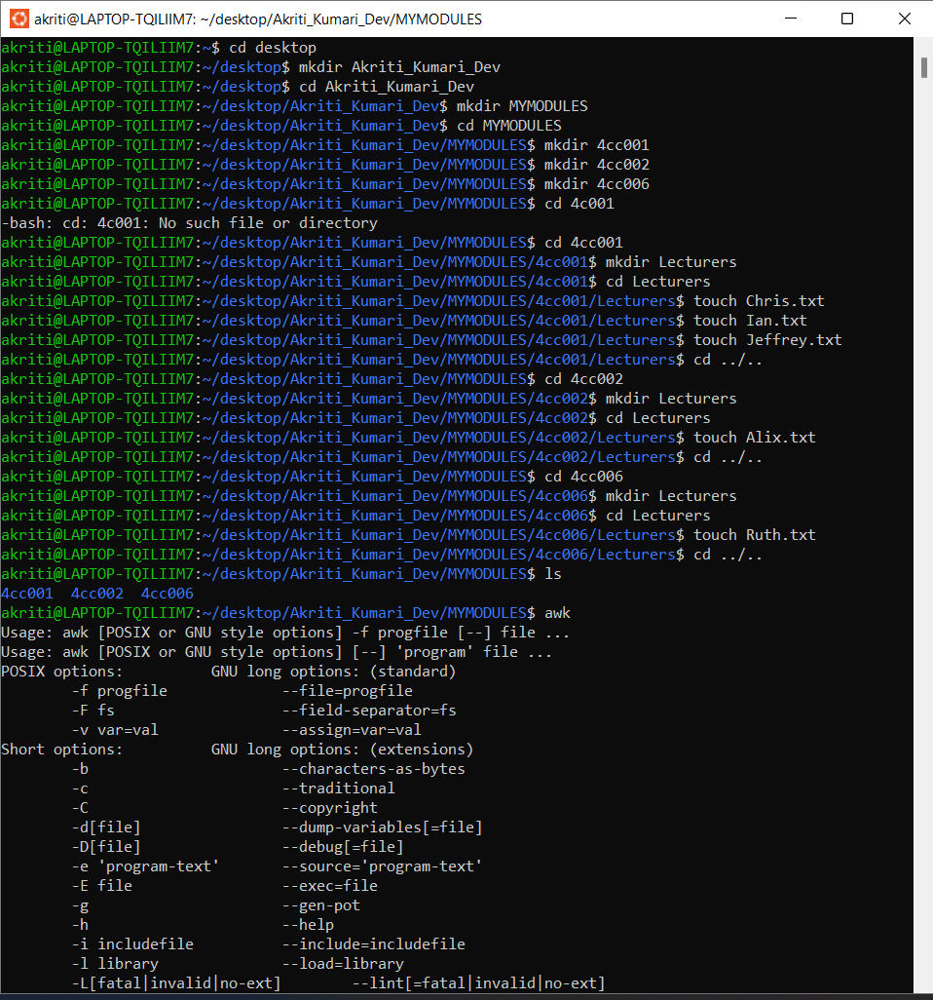 akriti@LAPTOP-TQILIIM7: ~/desktop/Akriti_Kumari_Dev/MYMODULES
akriti@LAPTOP-TQILIIM7:~$ cd desktop
akriti@LAPTOP-TQILIIM7:~/desktop$ mkdir Akriti_Kumari_Dev
akriti@LAPTOP-TQILIIM7:~/desktop$ cd Akriti_Kumari_Dev
akriti@LAPTOP-TQILIIM7:~/desktop/Akriti_Kumari_Dev$ mkdir MYMODULES
akriti@LAPTOP-TQILIIM7:~/desktop/Akriti_Kumari_Dev$ cd MYMODULES
akriti@LAPTOP-TQILIIM7:~/desktop/Akriti_Kumari_Dev/MYMODULES$ mkdir 4cc001
akriti@LAPTOP-TQILIIM7:~/desktop/Akriti_Kumari_Dev/MYMODULES$ mkdir 4cc002
akriti@LAPTOP-TQILIIM7:~/desktop/Akriti_Kumari_Dev/MYMODULES$ mkdir 4cc006
akriti@LAPTOP-TQILIIM7:~/desktop/Akriti_Kumari_Dev/MYMODULES$ cd 4c001
-bash: cd: 4c001: No such file or directory
akriti@LAPTOP-TQILIIM7:~/desktop/Akriti_Kumari_Dev/MYMODULES$ cd 4cc001
akriti@LAPTOP-TQILIIM7:~/desktop/Akriti_Kumari_Dev/MYMODULES/4cc001$ mkdir Lecturers
akriti@LAPTOP-TQILIIM7:~/desktop/Akriti_Kumari_Dev/MYMODULES/4cc001$ cd Lecturers
akriti@LAPTOP-TQILIIM7:~/desktop/Akriti_Kumari_Dev/MYMODULES/4cc001/Lecturers$ touch Chris.txt
akriti@LAPTOP-TQILIIM7:~/desktop/Akriti_Kumari_Dev/MYMODULES/4cc001/Lecturers$ touch Ian.txt
akriti@LAPTOP-TQILIIM7:~/desktop/Akriti_Kumari_Dev/MYMODULES/4cc001/Lecturers$ touch Jeffrey.txt
akriti@LAPTOP-TQILIIM7:~/desktop/Akriti_Kumari_Dev/MYMODULES/4cc001/Lecturers$ cd ../..
akriti@LAPTOP-TQILIIM7:~/desktop/Akriti_Kumari_Dev/MYMODULES$ cd 4cc002
akriti@LAPTOP-TQILIIM7:~/desktop/Akriti_Kumari_Dev/MYMODULES/4cc002$ mkdir Lecturers
akriti@LAPTOP-TQILIIM7:~/desktop/Akriti_Kumari_Dev/MYMODULES/4cc002$ cd Lecturers
akriti@LAPTOP-TQILIIM7:~/desktop/Akriti_Kumari_Dev/MYMODULES/4cc002/Lecturers$ touch Alix.txt
akriti@LAPTOP-TQILIIM7:~/desktop/Akriti_Kumari_Dev/MYMODULES/4cc002/Lecturers$ cd ../..
akriti@LAPTOP-TQILIIM7:~/desktop/Akriti_Kumari_Dev/MYMODULES$ cd 4cc006
akriti@LAPTOP-TQILIIM7:~/desktop/Akriti_Kumari_Dev/MYMODULES/4cc006$ mkdir Lecturers
akriti@LAPTOP-TQILIIM7:~/desktop/Akriti_Kumari_Dev/MYMODULES/4cc006$ cd Lecturers
akriti@LAPTOP-TQILIIM7:~/desktop/Akriti_Kumari_Dev/MYMODULES/4cc006/Lecturers$ touch Ruth.txt
akriti@LAPTOP-TQILIIM7:~/desktop/Akriti_Kumari_Dev/MYMODULES/4cc006/Lecturers$ cd ../..
akriti@LAPTOP-TQILIIM7:~/desktop/Akriti_Kumari_Dev/MYMODULES$ ls
4cc001  4cc002  4cc006
akriti@LAPTOP-TQILIIM7:~/desktop/Akriti_Kumari_Dev/MYMODULES$ awk
Usage: awk [POSIX or GNU style options] -f progfile [--] file ...
Usage: awk [POSIX or GNU style options] [--] 'program' file ...
POSIX options:          GNU long options: (standard)
        -f progfile             --file=progfile
        -F fs                   --field-separator=fs
        -v var=val              --assign=var=val
Short options:          GNU long options: (extensions)
        -b                      --characters-as-bytes
        -c                      --traditional
        -C                      --copyright
        -d[file]                --dump-variables[=file]
        -D[file]                --debug[=file]
        -e 'program-text'       --source='program-text'
        -E file                 --exec=file
        -g                      --gen-pot
        -h                      --help
        -i includefile          --include=includefile
        -l library              --load=library
        -L[fatal|invalid|no-ext]        --lint[=fatal|invalid|no-ext]